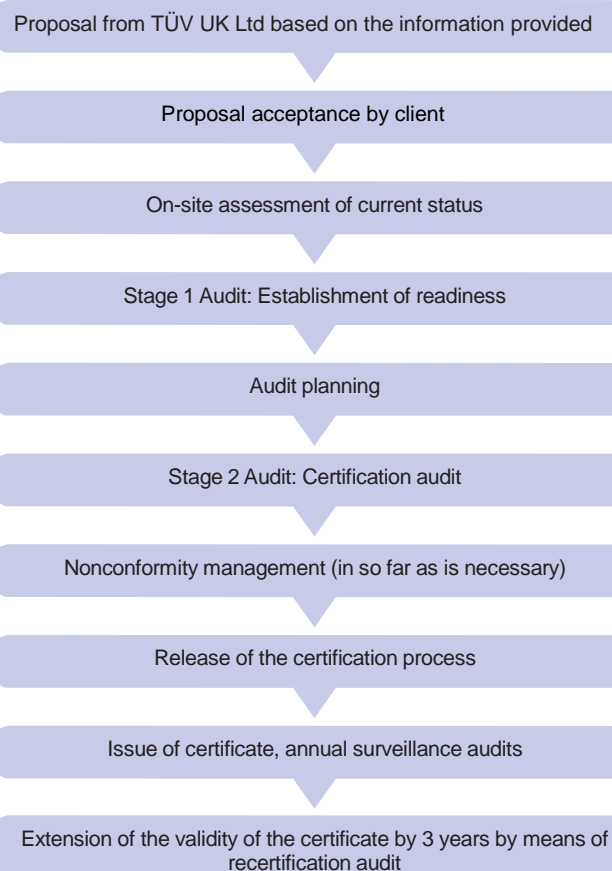 Proposal from TÜV UK Ltd based on the information provided
Proposal acceptance by client
On-site assessment of current status
Stage 1 Audit: Establishment of readiness
Audit planning
Stage 2 Audit: Certification audit
Nonconformity management (in so far as is necessary)
Release of the certification process
Issue of certificate, annual surveillance audits
Extension of the validity of the certificate by 3 years by means of
recertification audit